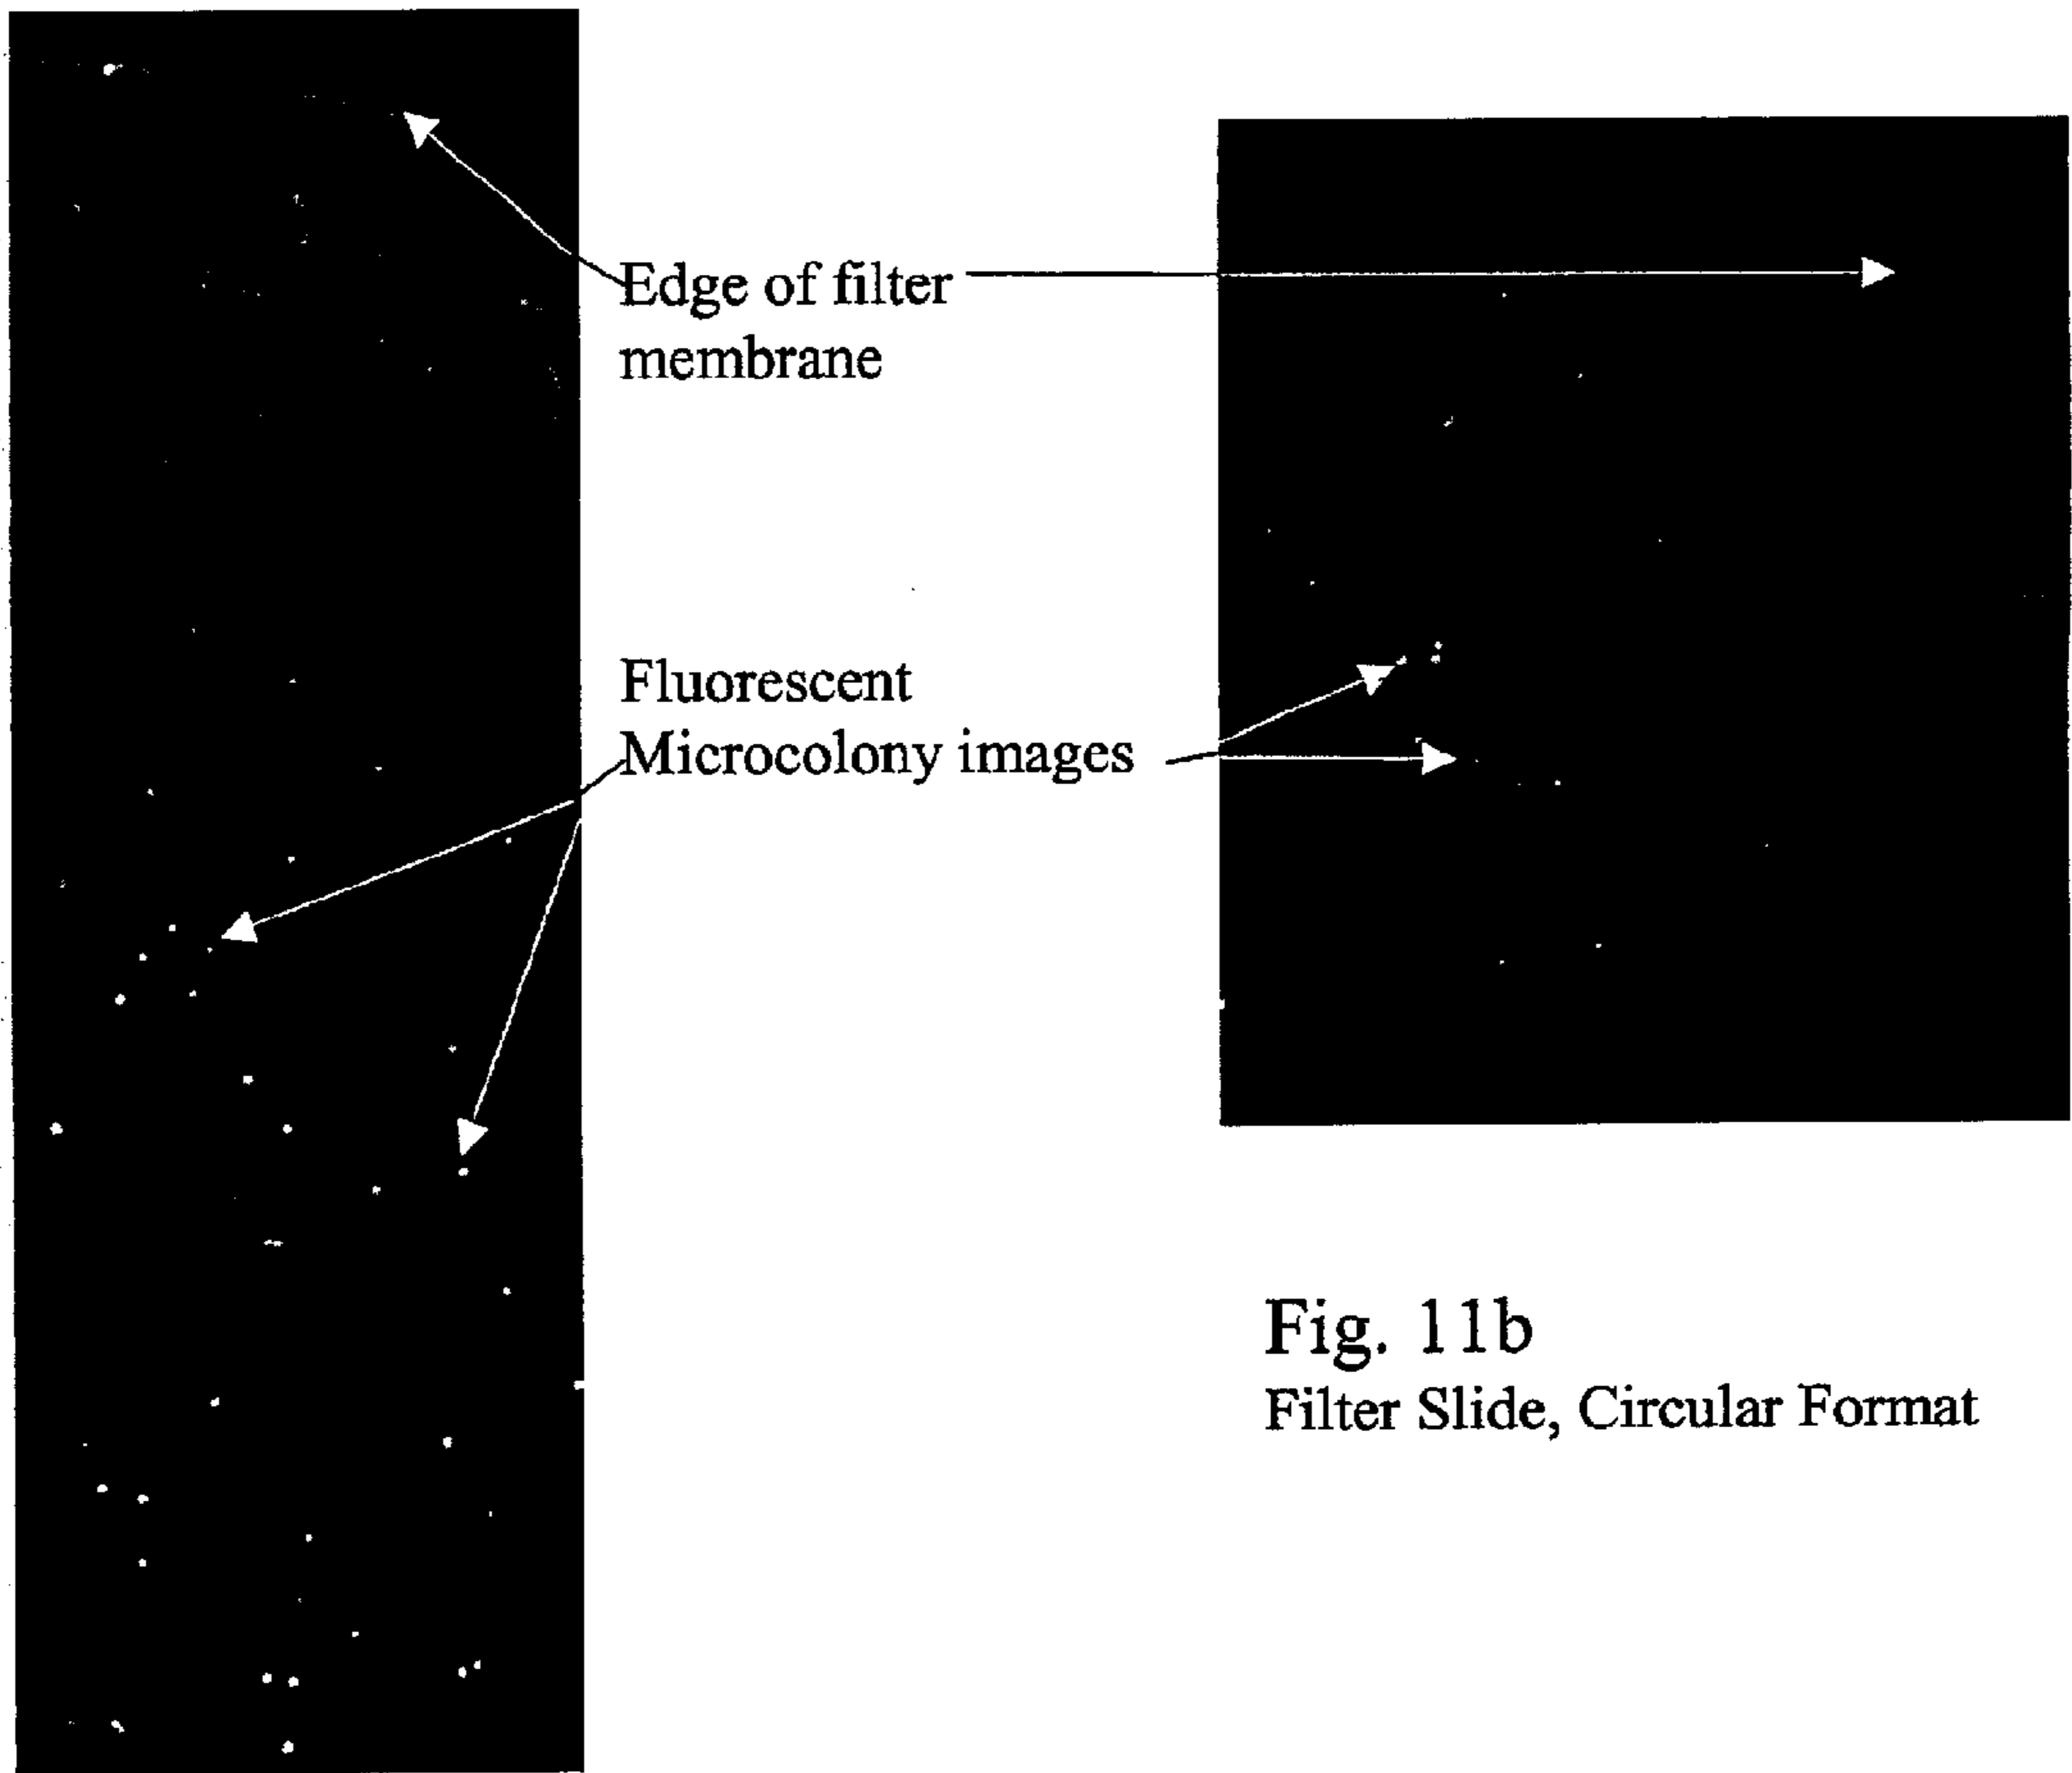 Edge of filter
membrane
Fluorescent
Microcolony images
Fig. 11b
Filter Slide, Circular Format